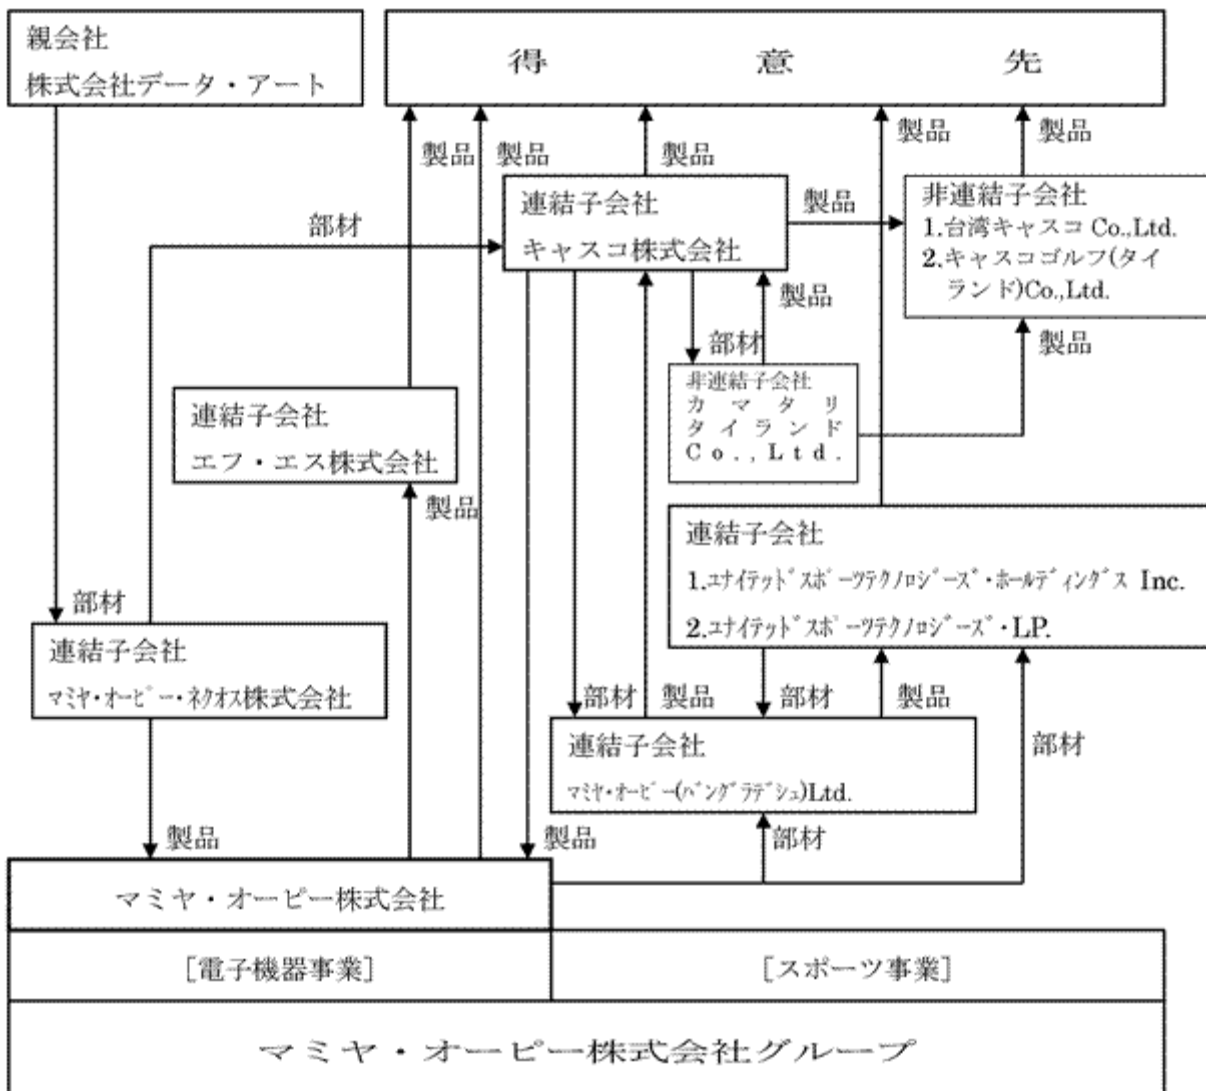 親会社
株式会社データ・アート
得意先
製品
製品
製品
製品
製品
連結子会社
キャスコ株式会社
製品
非連結子会社
1.台湾キャスコ Co.,Ltd.
2.キャスコゴルフ(タイ
ランド)Co.,Ltd.
部材
製品
部材
製品
非連結子会社
カマタリ
タイランド
Co.,Ltd.
連結子会社
エフ・エス株式会社
製品
連結子会社
1.ユナイテッドスポーツテクノロジーズ・ホールディングス Inc.
2.ユナイテッドスポーツテクノロジーズ・LP.
部材
連結子会社
マミヤ・オーピー・ネクオス株式会社
部材
製品
部材
製品
部材
連結子会社
マミヤ・オーピー(バングラデシュ)Ltd.
製品
製品
部材
マミヤ・オーピー株式会社
[電子機器事業]
[スポーツ事業]
マミヤ・オーピー株式会社グループ